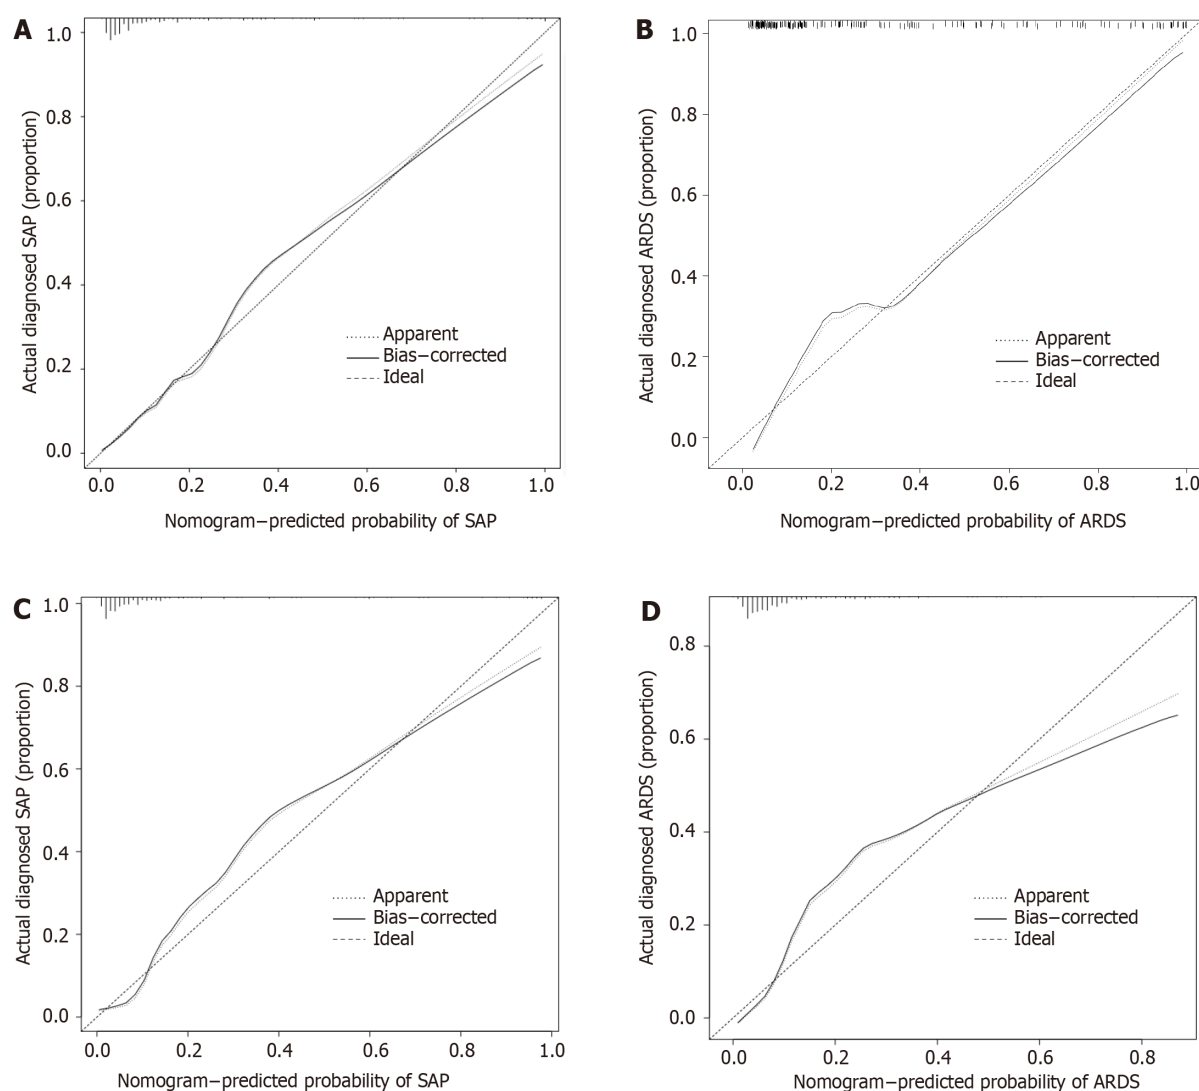 A
Actual diagnosed SAP (proportion)
1.0
0.8
0.6
0.4
0.2
0.0
Apparent
Bias−corrected
Ideal
0.0 0.2 0.4 0.6 0.8 1.0
Nomogram−predicted probability of SAP
B
Actual diagnosed ARDS (proportion)
1.0
0.8
0.6
0.4
0.2
0.0
Apparent
Bias−corrected
Ideal
0.0 0.2 0.4 0.6 0.8 1.0
Nomogram−predicted probability of ARDS
C
Actual diagnosed SAP (proportion)
1.0
0.8
0.6
0.4
0.2
0.0
Apparent
Bias−corrected
Ideal
0.0 0.2 0.4 0.6 0.8 1.0
Nomogram−predicted probability of SAP
D
Actual diagnosed ARDS (proportion)
0.8
0.6
0.4
0.2
0.0
Apparent
Bias−corrected
Ideal
0.0 0.2 0.4 0.6 0.8
Nomogram−predicted probability of ARDS